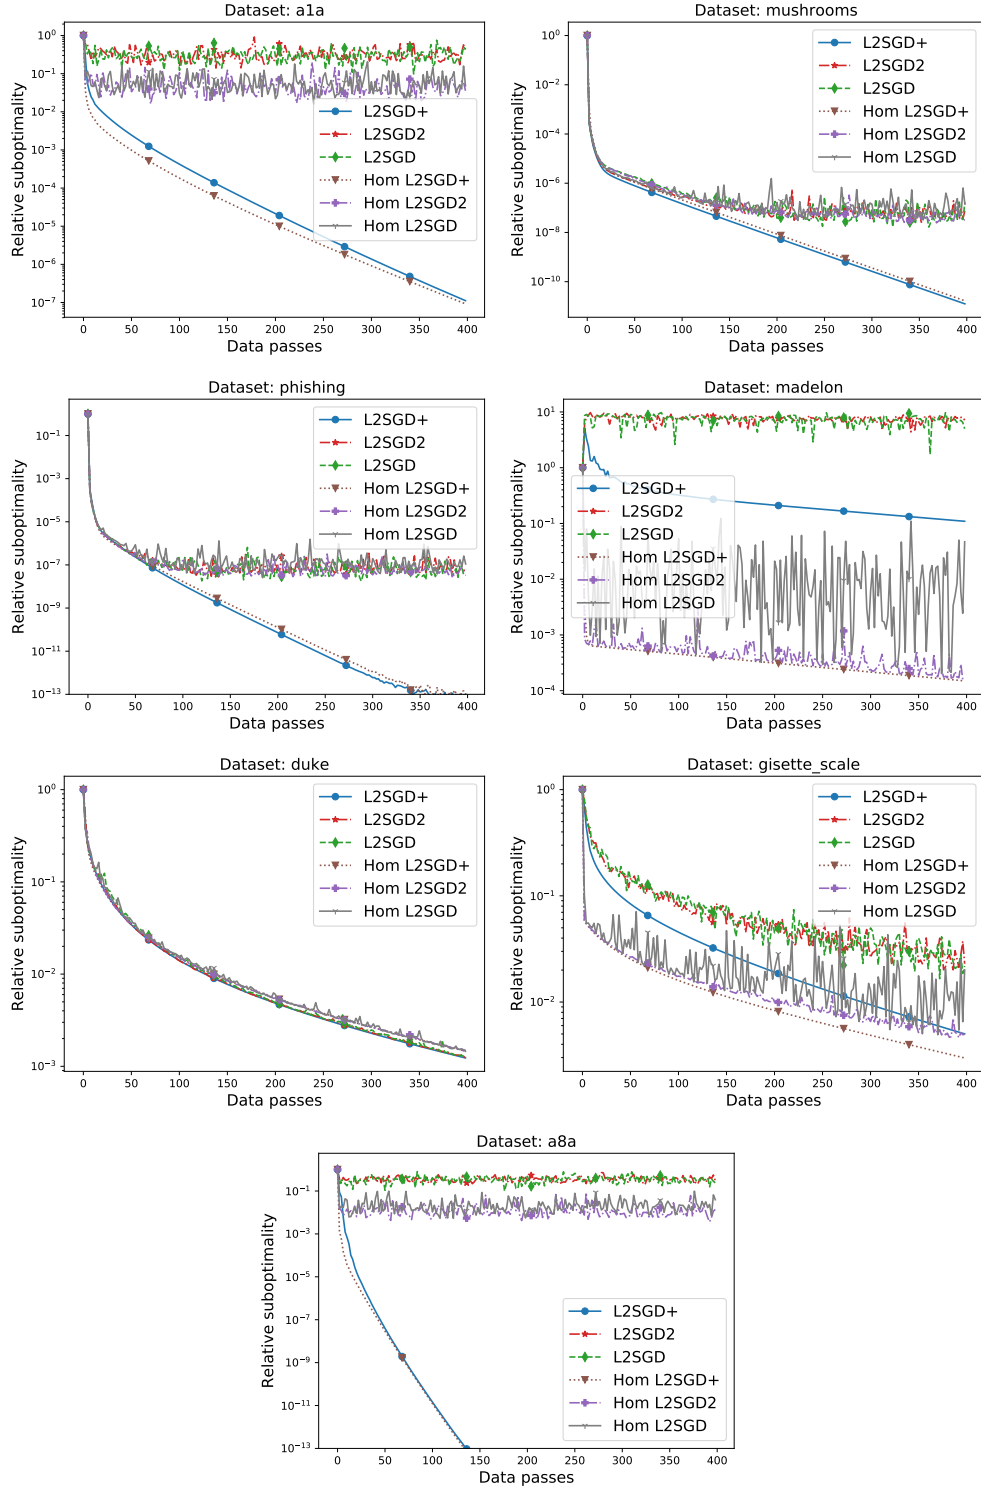 Dataset: a1a
Relative suboptimality
10⁰
10⁻¹
10⁻²
10⁻³
10⁻⁴
10⁻⁵
10⁻⁶
10⁻⁷
L2SGD+
L2SGD2
L2SGD
Hom L2SGD+
Hom L2SGD2
Hom L2SGD
0 50 100 150 200 250 300 350 400
Data passes
Dataset: mushrooms
Relative suboptimality
10⁰
10⁻²
10⁻⁴
10⁻⁶
10⁻⁸
10⁻¹⁰
L2SGD+
L2SGD2
L2SGD
Hom L2SGD+
Hom L2SGD2
Hom L2SGD
0 50 100 150 200 250 300 350 400
Data passes
Dataset: phishing
Relative suboptimality
10⁻¹
10⁻³
10⁻⁵
10⁻⁷
10⁻⁹
10⁻¹¹
10⁻¹³
L2SGD+
L2SGD2
L2SGD
Hom L2SGD+
Hom L2SGD2
Hom L2SGD
0 50 100 150 200 250 300 350 400
Data passes
Dataset: madelon
Relative suboptimality
10¹
10⁰
10⁻¹
10⁻²
10⁻³
10⁻⁴
L2SGD+
L2SGD2
L2SGD
Hom L2SGD+
Hom L2SGD2
Hom L2SGD
0 50 100 150 200 250 300 350 400
Data passes
Dataset: duke
Relative suboptimality
10⁰
10⁻¹
10⁻²
10⁻³
L2SGD+
L2SGD2
L2SGD
Hom L2SGD+
Hom L2SGD2
Hom L2SGD
0 50 100 150 200 250 300 350 400
Data passes
Dataset: gisette_scale
Relative suboptimality
10⁰
10⁻¹
10⁻²
L2SGD+
L2SGD2
L2SGD
Hom L2SGD+
Hom L2SGD2
Hom L2SGD
0 50 100 150 200 250 300 350 400
Data passes
Dataset: a8a
Relative suboptimality
10⁻¹
10⁻³
10⁻⁵
10⁻⁷
10⁻⁹
10⁻¹¹
10⁻¹³
L2SGD+
L2SGD2
L2SGD
Hom L2SGD+
Hom L2SGD2
Hom L2SGD
0 50 100 150 200 250 300 350 400
Data passes